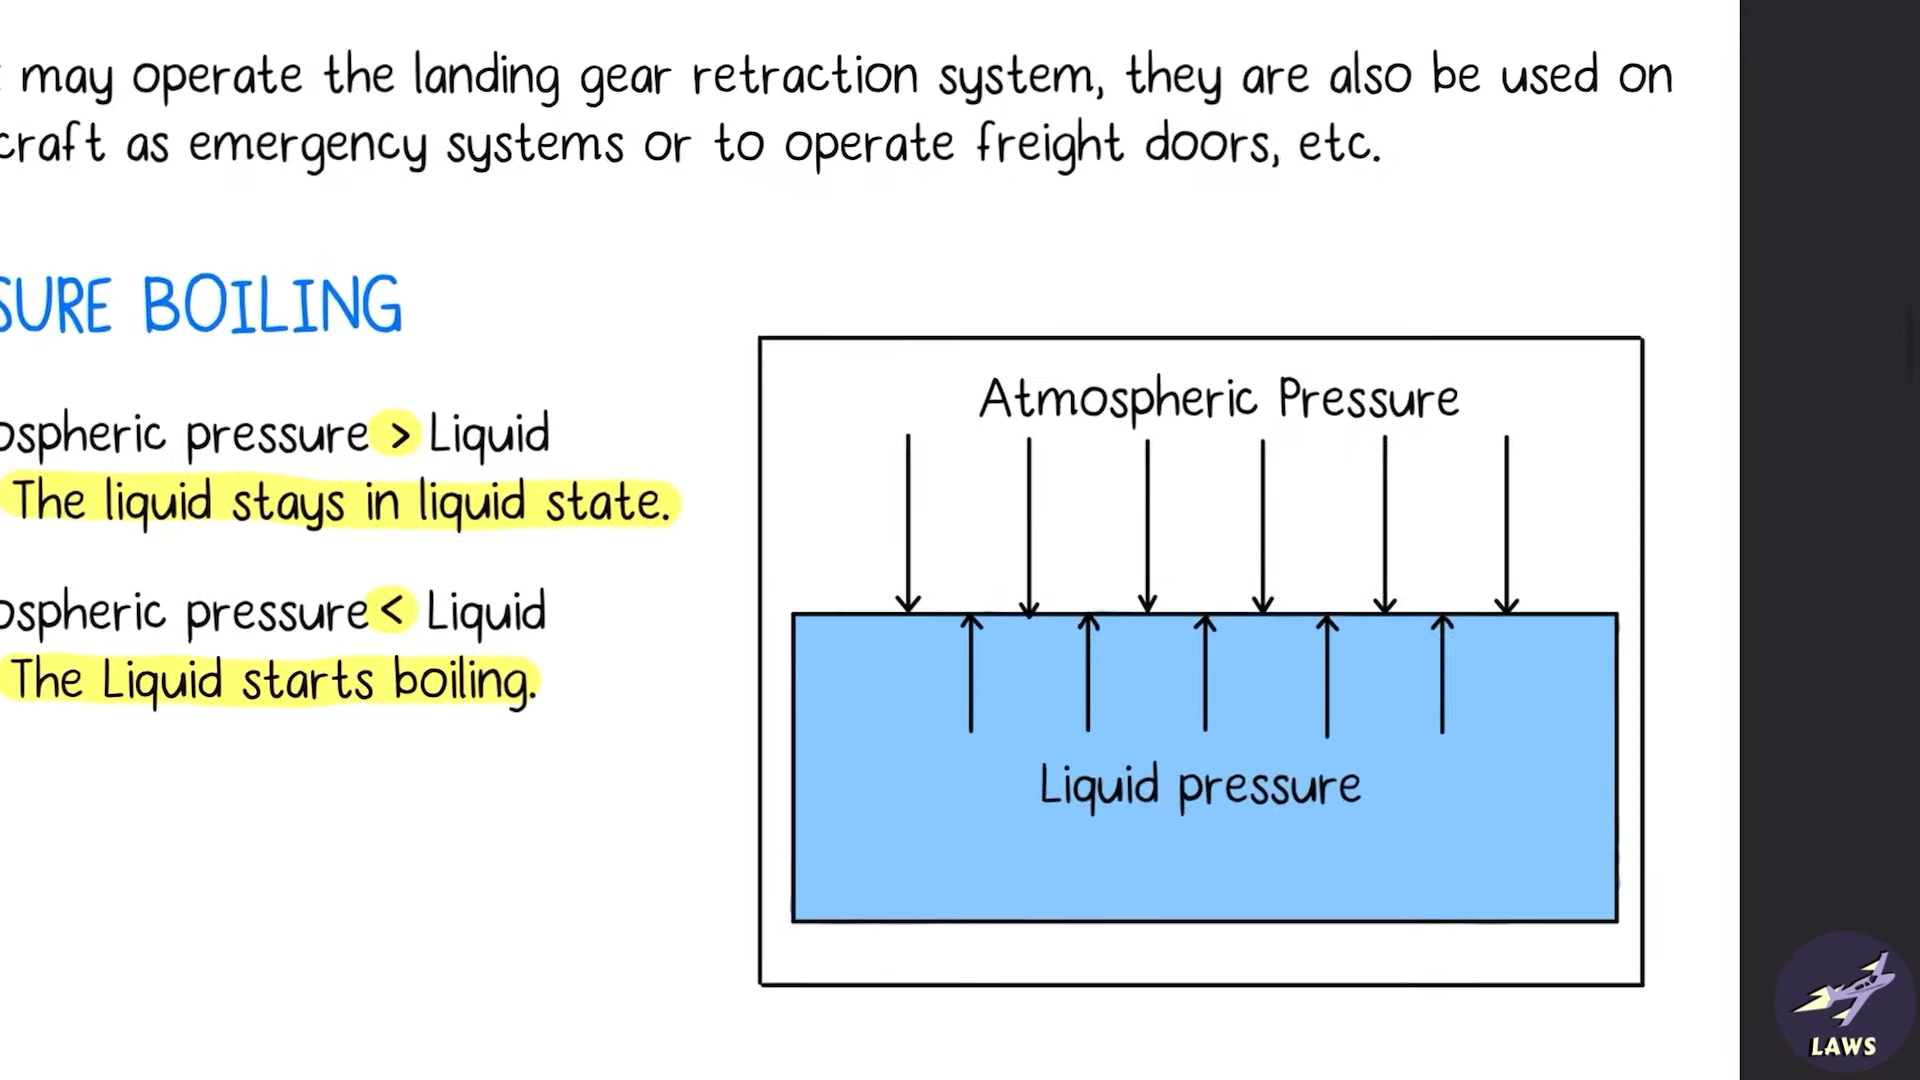 may operate the landing gear retraction system, they are also be used on
craft as emergency systems or to operate freight doors, etc.
SURE BOILING
ospheric pressure > Liquid
The liquid stays in liquid state.
ospheric pressure < Liquid
The Liquid starts boiling.
Atmospheric Pressure
Liquid pressure
LAWS